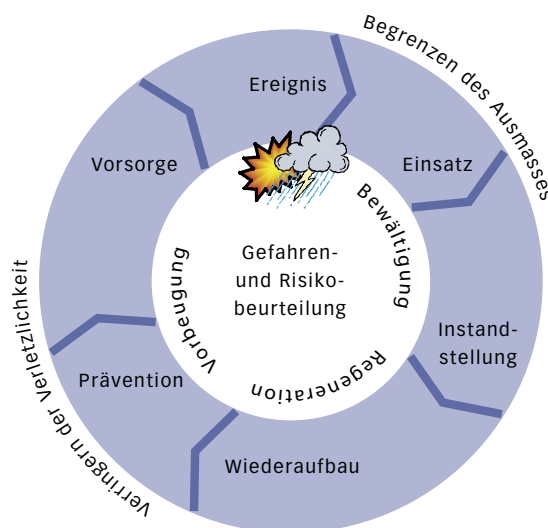 Begrenzen des Ausmasses
Ereignis
Vorsorge
Einsatz
Bewältigung
Gefahren-
und Risiko-
beurteilung
Vorbeugung
Regeneration
Instand-
stellung
Prävention
Wiederaufbau
Verringern der Verletzlichkeit